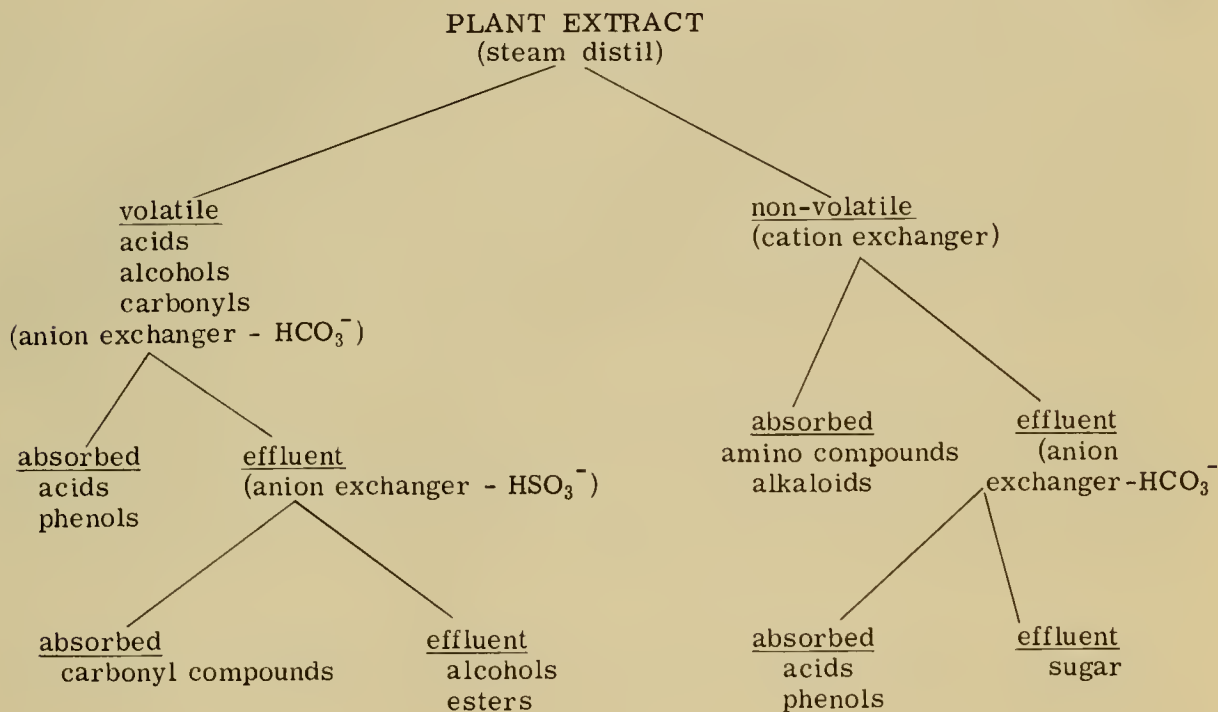 PLANT EXTRACT
(steam distil)
volatile
acids
alcohols
carbonyls
(anion exchanger - HCO₃⁻)
non-volatile
(cation exchanger)
absorbed
acids
phenols
effluent
(anion exchanger - HSO₃⁻)
absorbed
amino compounds
alkaloids
effluent
(anion
exchanger-HCO₃⁻
absorbed
carbonyl compounds
effluent
alcohols
esters
absorbed
acids
phenols
effluent
sugar